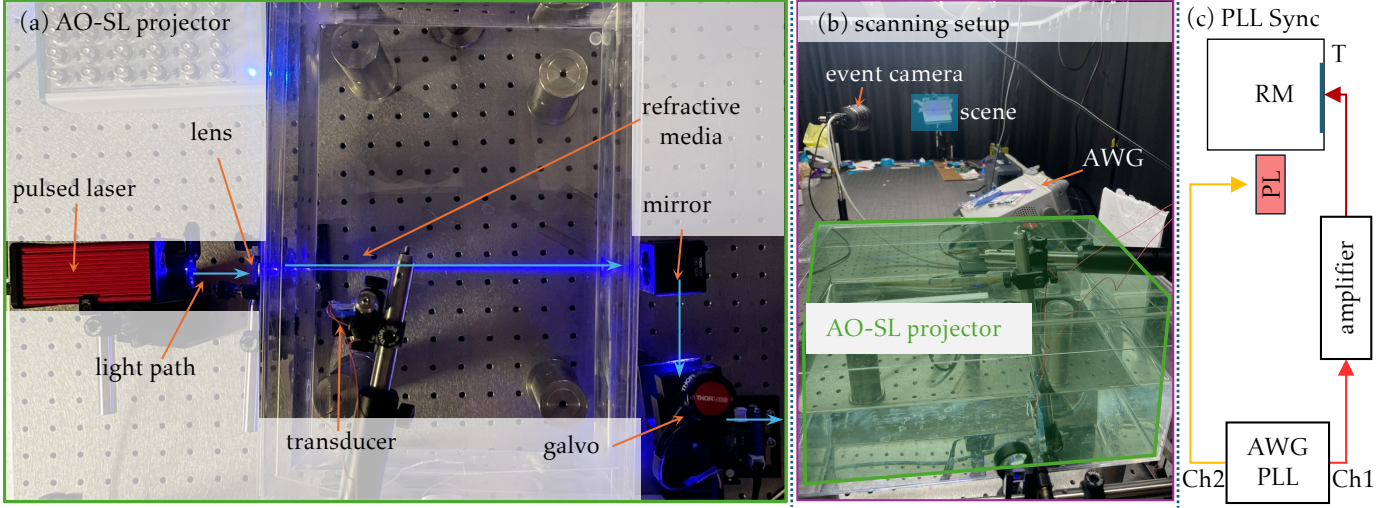 (a) AO-SL projector
lens
refractive
media
pulsed laser
mirror
light path
transducer
galvo
THORLABS
(b) scanning setup
event camera
scene
AWG
AO-SL projector
(c) PLL Sync
T
RM
PL
amplifier
AWG
PLL
Ch2
Ch1